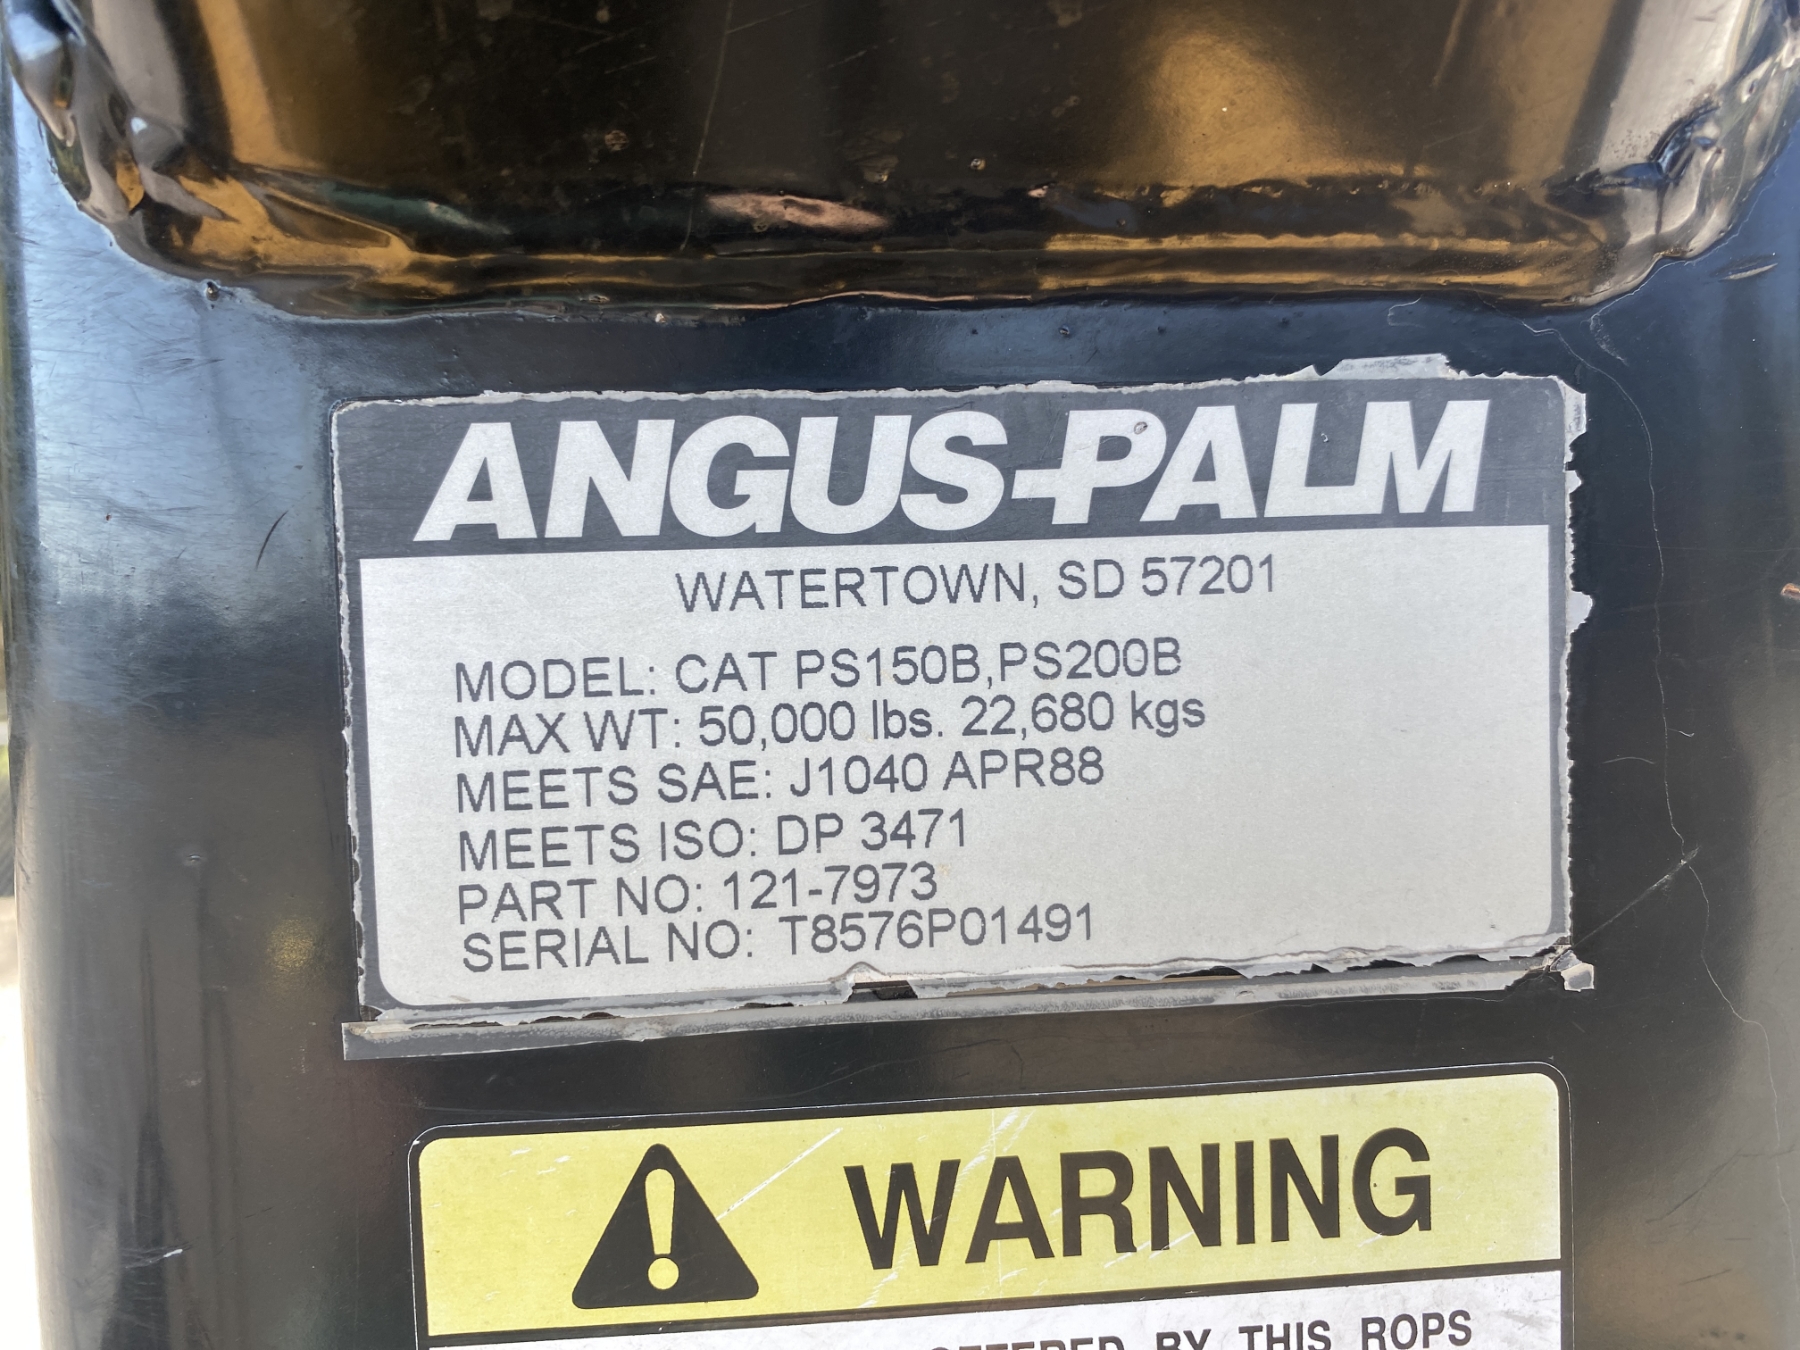 ANGUS-PALM
WATERTOWN, SD 57201
MODEL: CAT PS150B,PS200B
MAX WT: 50,000 lbs. 22,680 kgs
MEETS SAE: J1040 APR88
MEETS ISO: DP 3471
PART NO: 121-7973
SERIAL NO: T8576P01491
WARNING
BY THIS ROPS